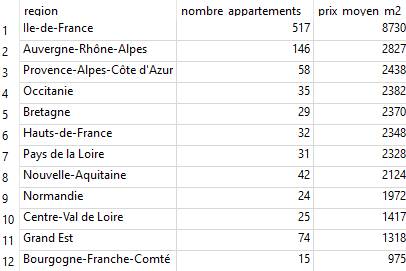 region nombre appartements prix moyen m2
1 Ile-de-France 517 8730
2 Auvergne-Rhône-Alpes 146 2827
3 Provence-Alpes-Côte d'Azur 58 2438
4 Occitanie 35 2382
5 Bretagne 29 2370
6 Hauts-de-France 32 2348
7 Pays de la Loire 31 2328
8 Nouvelle-Aquitaine 42 2124
9 Normandie 24 1972
10 Centre-Val de Loire 25 1417
11 Grand Est 74 1318
12 Bourgogne-Franche-Comté 15 975